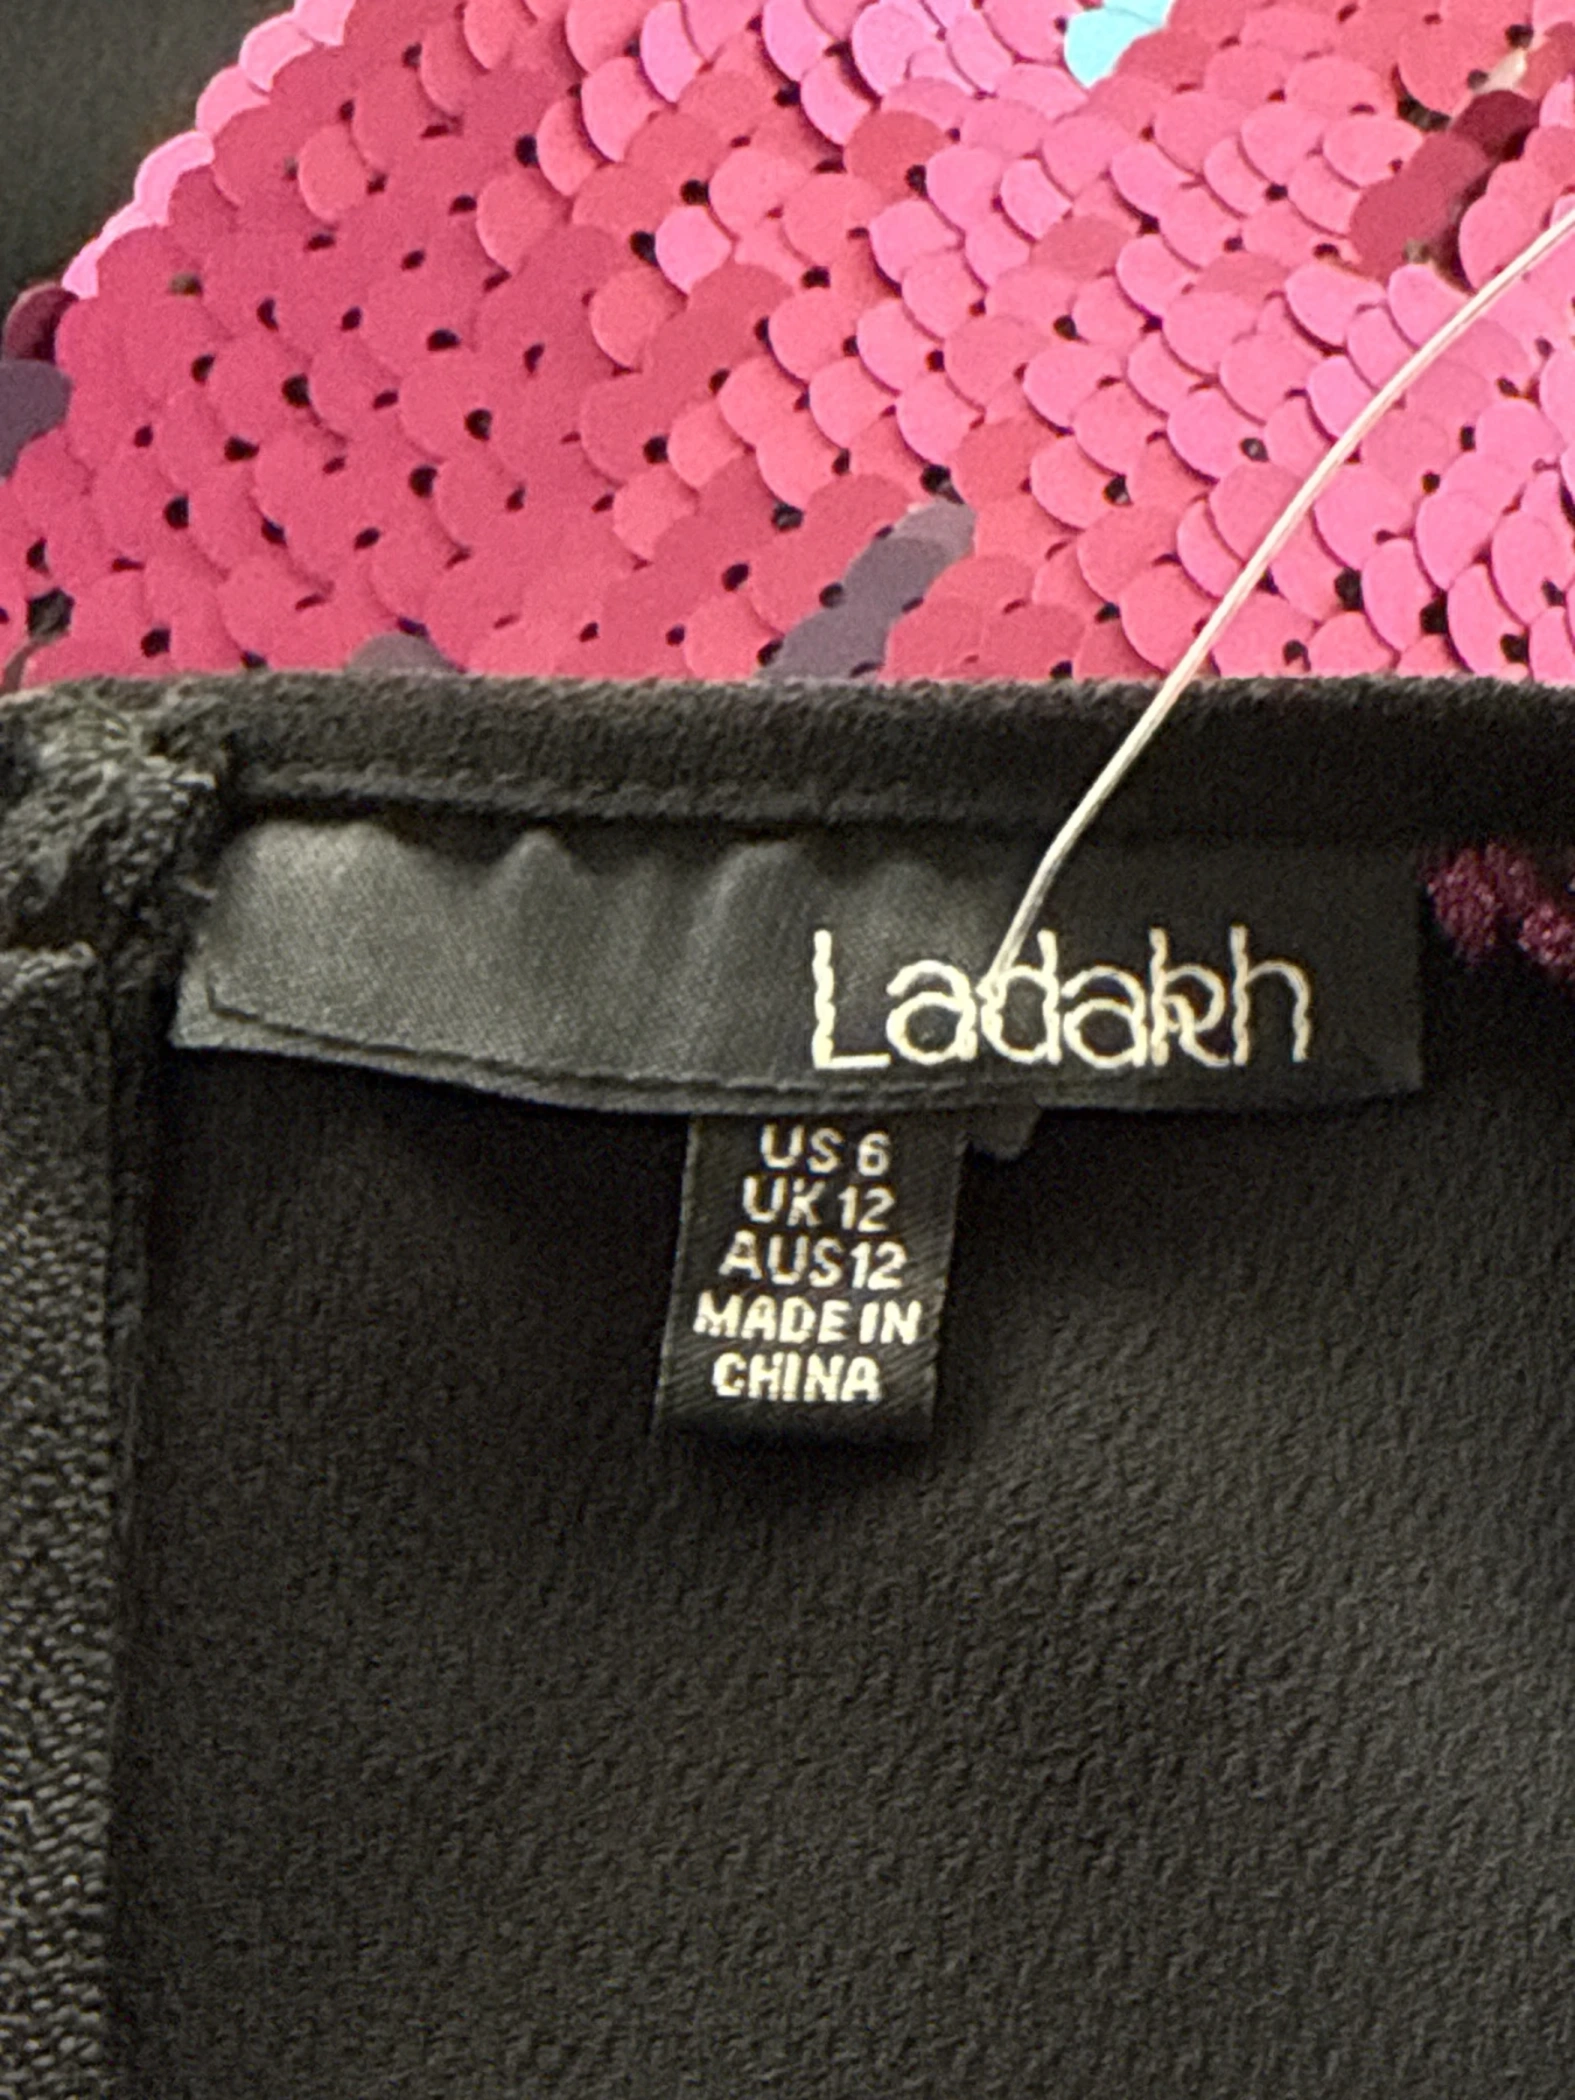 Ladakh
US 6
UK 12
AUS 12
MADE IN
CHINA